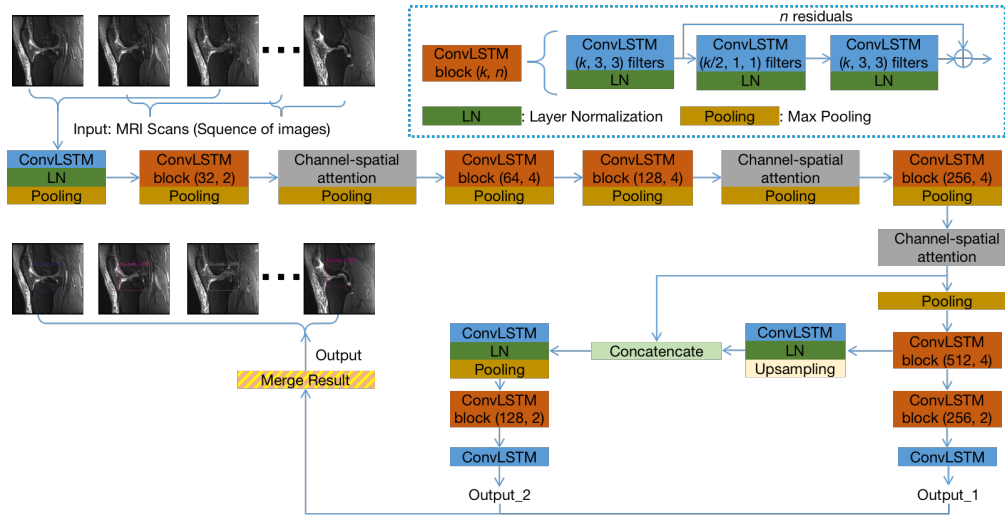 n residuals
ConvLSTM
block (k, n)
ConvLSTM
(k, 3, 3) filters
LN
ConvLSTM
(k/2, 1, 1) filters
LN
ConvLSTM
(k, 3, 3) filters
LN
LN : Layer Normalization
Pooling : Max Pooling
Input: MRI Scans (Squence of images)
ConvLSTM
LN
Pooling
ConvLSTM
block (32, 2)
Pooling
Channel-spatial
attention
Pooling
ConvLSTM
block (64, 4)
Pooling
ConvLSTM
block (128, 4)
Pooling
Channel-spatial
attention
Pooling
ConvLSTM
block (256, 4)
Pooling
Channel-spatial
attention
Pooling
ConvLSTM
block (512, 4)
ConvLSTM
block (256, 2)
ConvLSTM
Output_1
ConvLSTM
LN
Upsampling
Concatencate
ConvLSTM
LN
Pooling
ConvLSTM
block (128, 2)
ConvLSTM
Output_2
Merge Result
Output